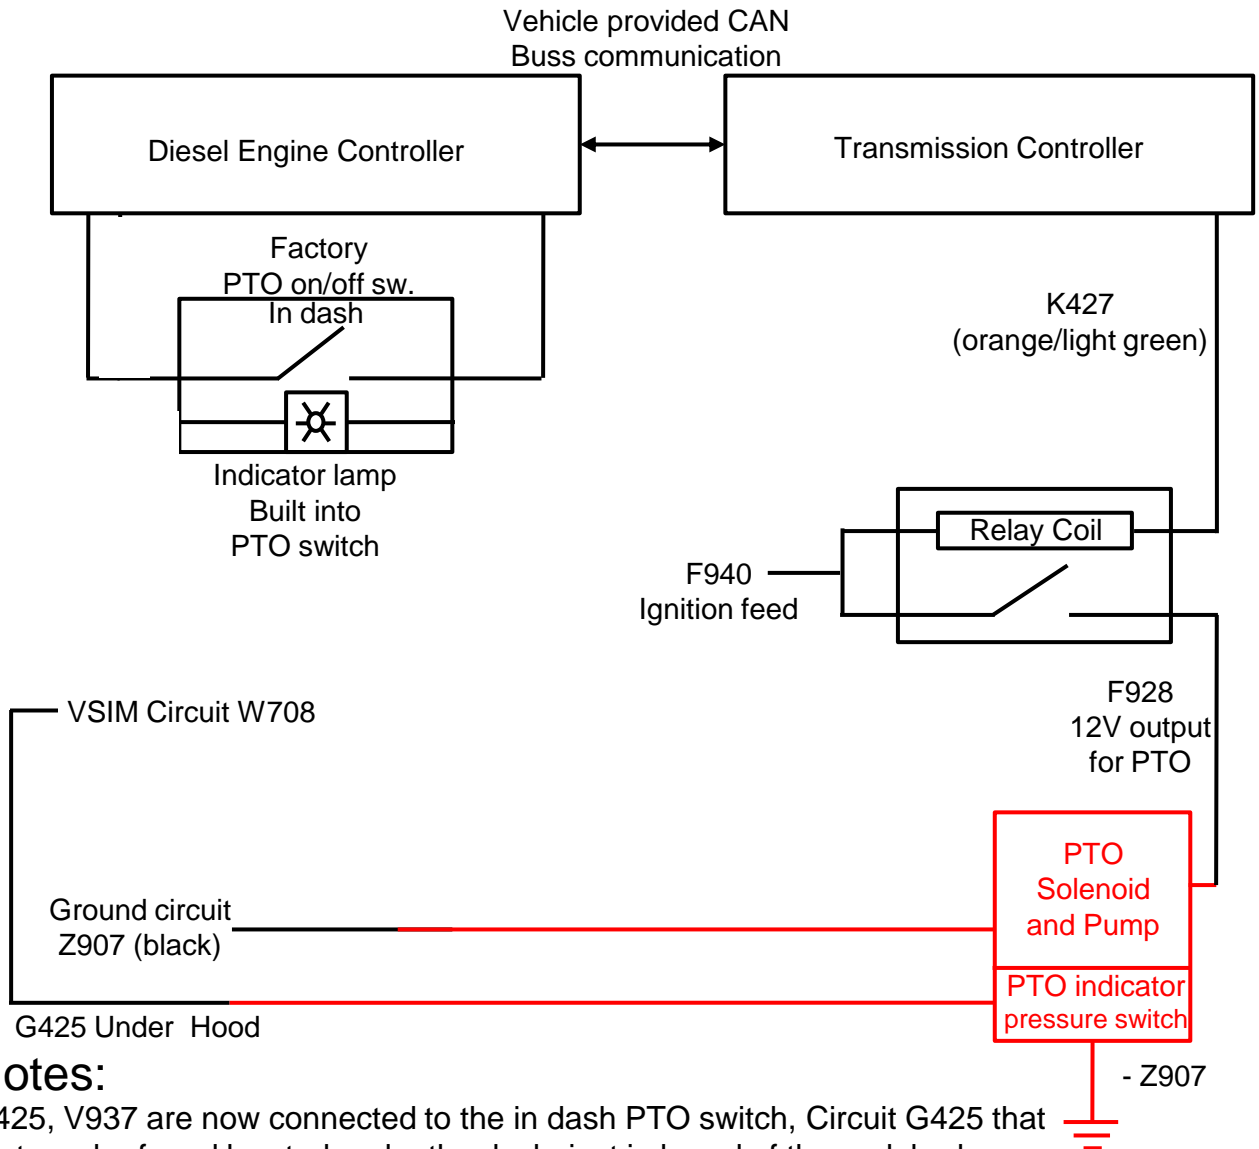 Vehicle provided CAN
Buss communication
Diesel Engine Controller
Transmission Controller
Factory
PTO on/off sw.
In dash
K427
(orange/light green)
Indicator lamp
Built into
PTO switch
Relay Coil
F940
Ignition feed
VSIM Circuit W708
F928
12V output
for PTO
PTO
Solenoid
and Pump
Ground circuit
Z907 (black)
PTO indicator
pressure switch
G425 Under Hood
- Z907
otes:
425, V937 are now connected to the in dash PTO switch, Circuit G425 that